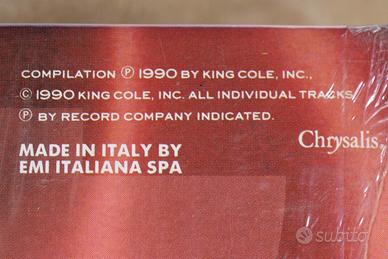 COMPILATION ℗ 1990 BY KING COLE, INC.,
© 1990 KING COLE, INC. ALL INDIVIDUAL TRACKS
℗ BY RECORD COMPANY INDICATED.
Chrysalis
MADE IN ITALY BY
EMI ITALIANA SPA
subito